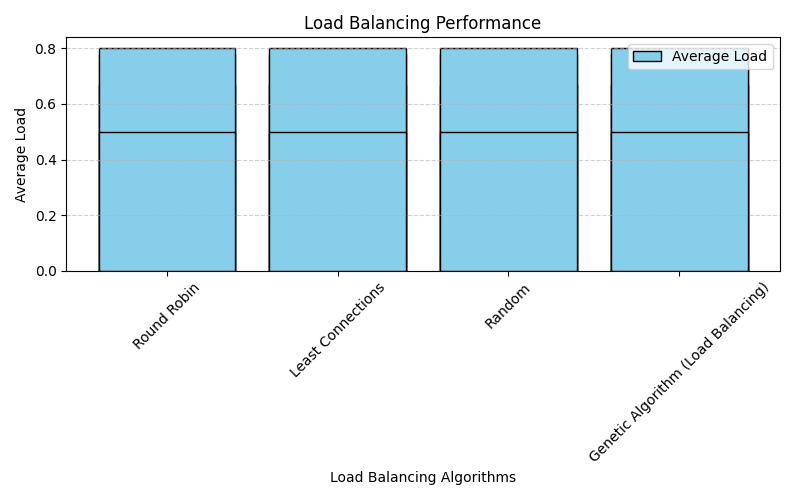 Load Balancing Performance
Average Load
Average Load
0.8
0.6
0.4
0.2
0.0
Round Robin
Least Connections
Random
Genetic Algorithm (Load Balancing)
Load Balancing Algorithms